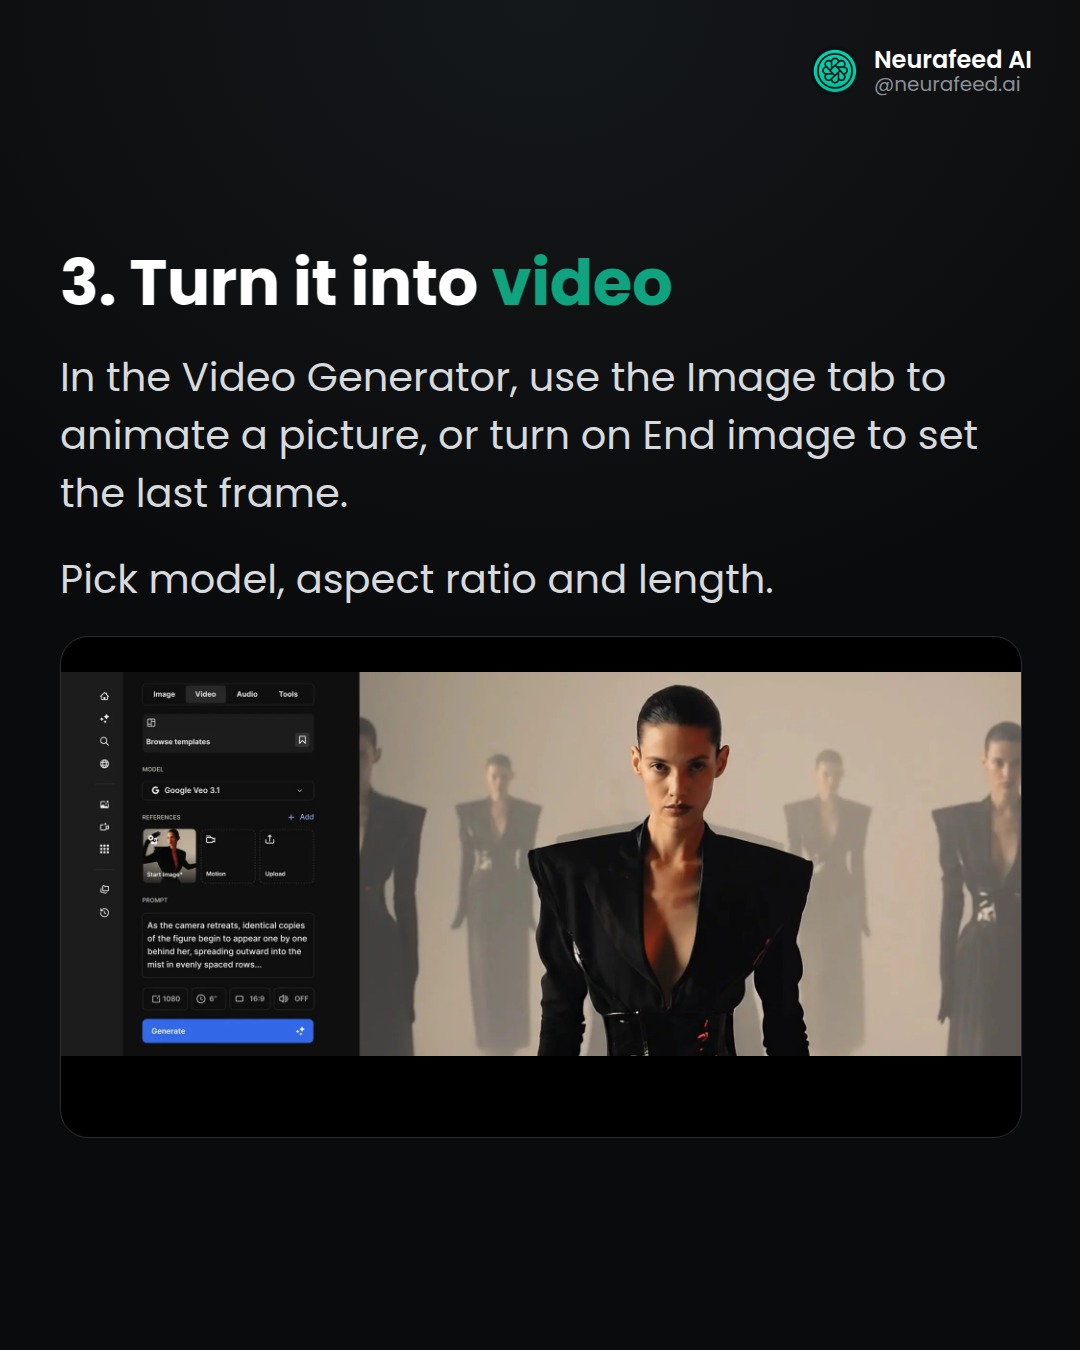 Neurafeed AI
@neurafeed.ai
3. Turn it into video
In the Video Generator, use the Image tab to
animate a picture, or turn on End image to set
the last frame.
Pick model, aspect ratio and length.
Image Video Audio Tools
Browse templates
MODEL
Google Veo 3.1
REFERENCES + Add
Start Image* Motion Upload
PROMPT
As the camera retreats, identical copies
of the figure begin to appear one by one
behind her, spreading outward into the
mist in evenly spaced rows...
1080 6" 16:9 OFF
Generate